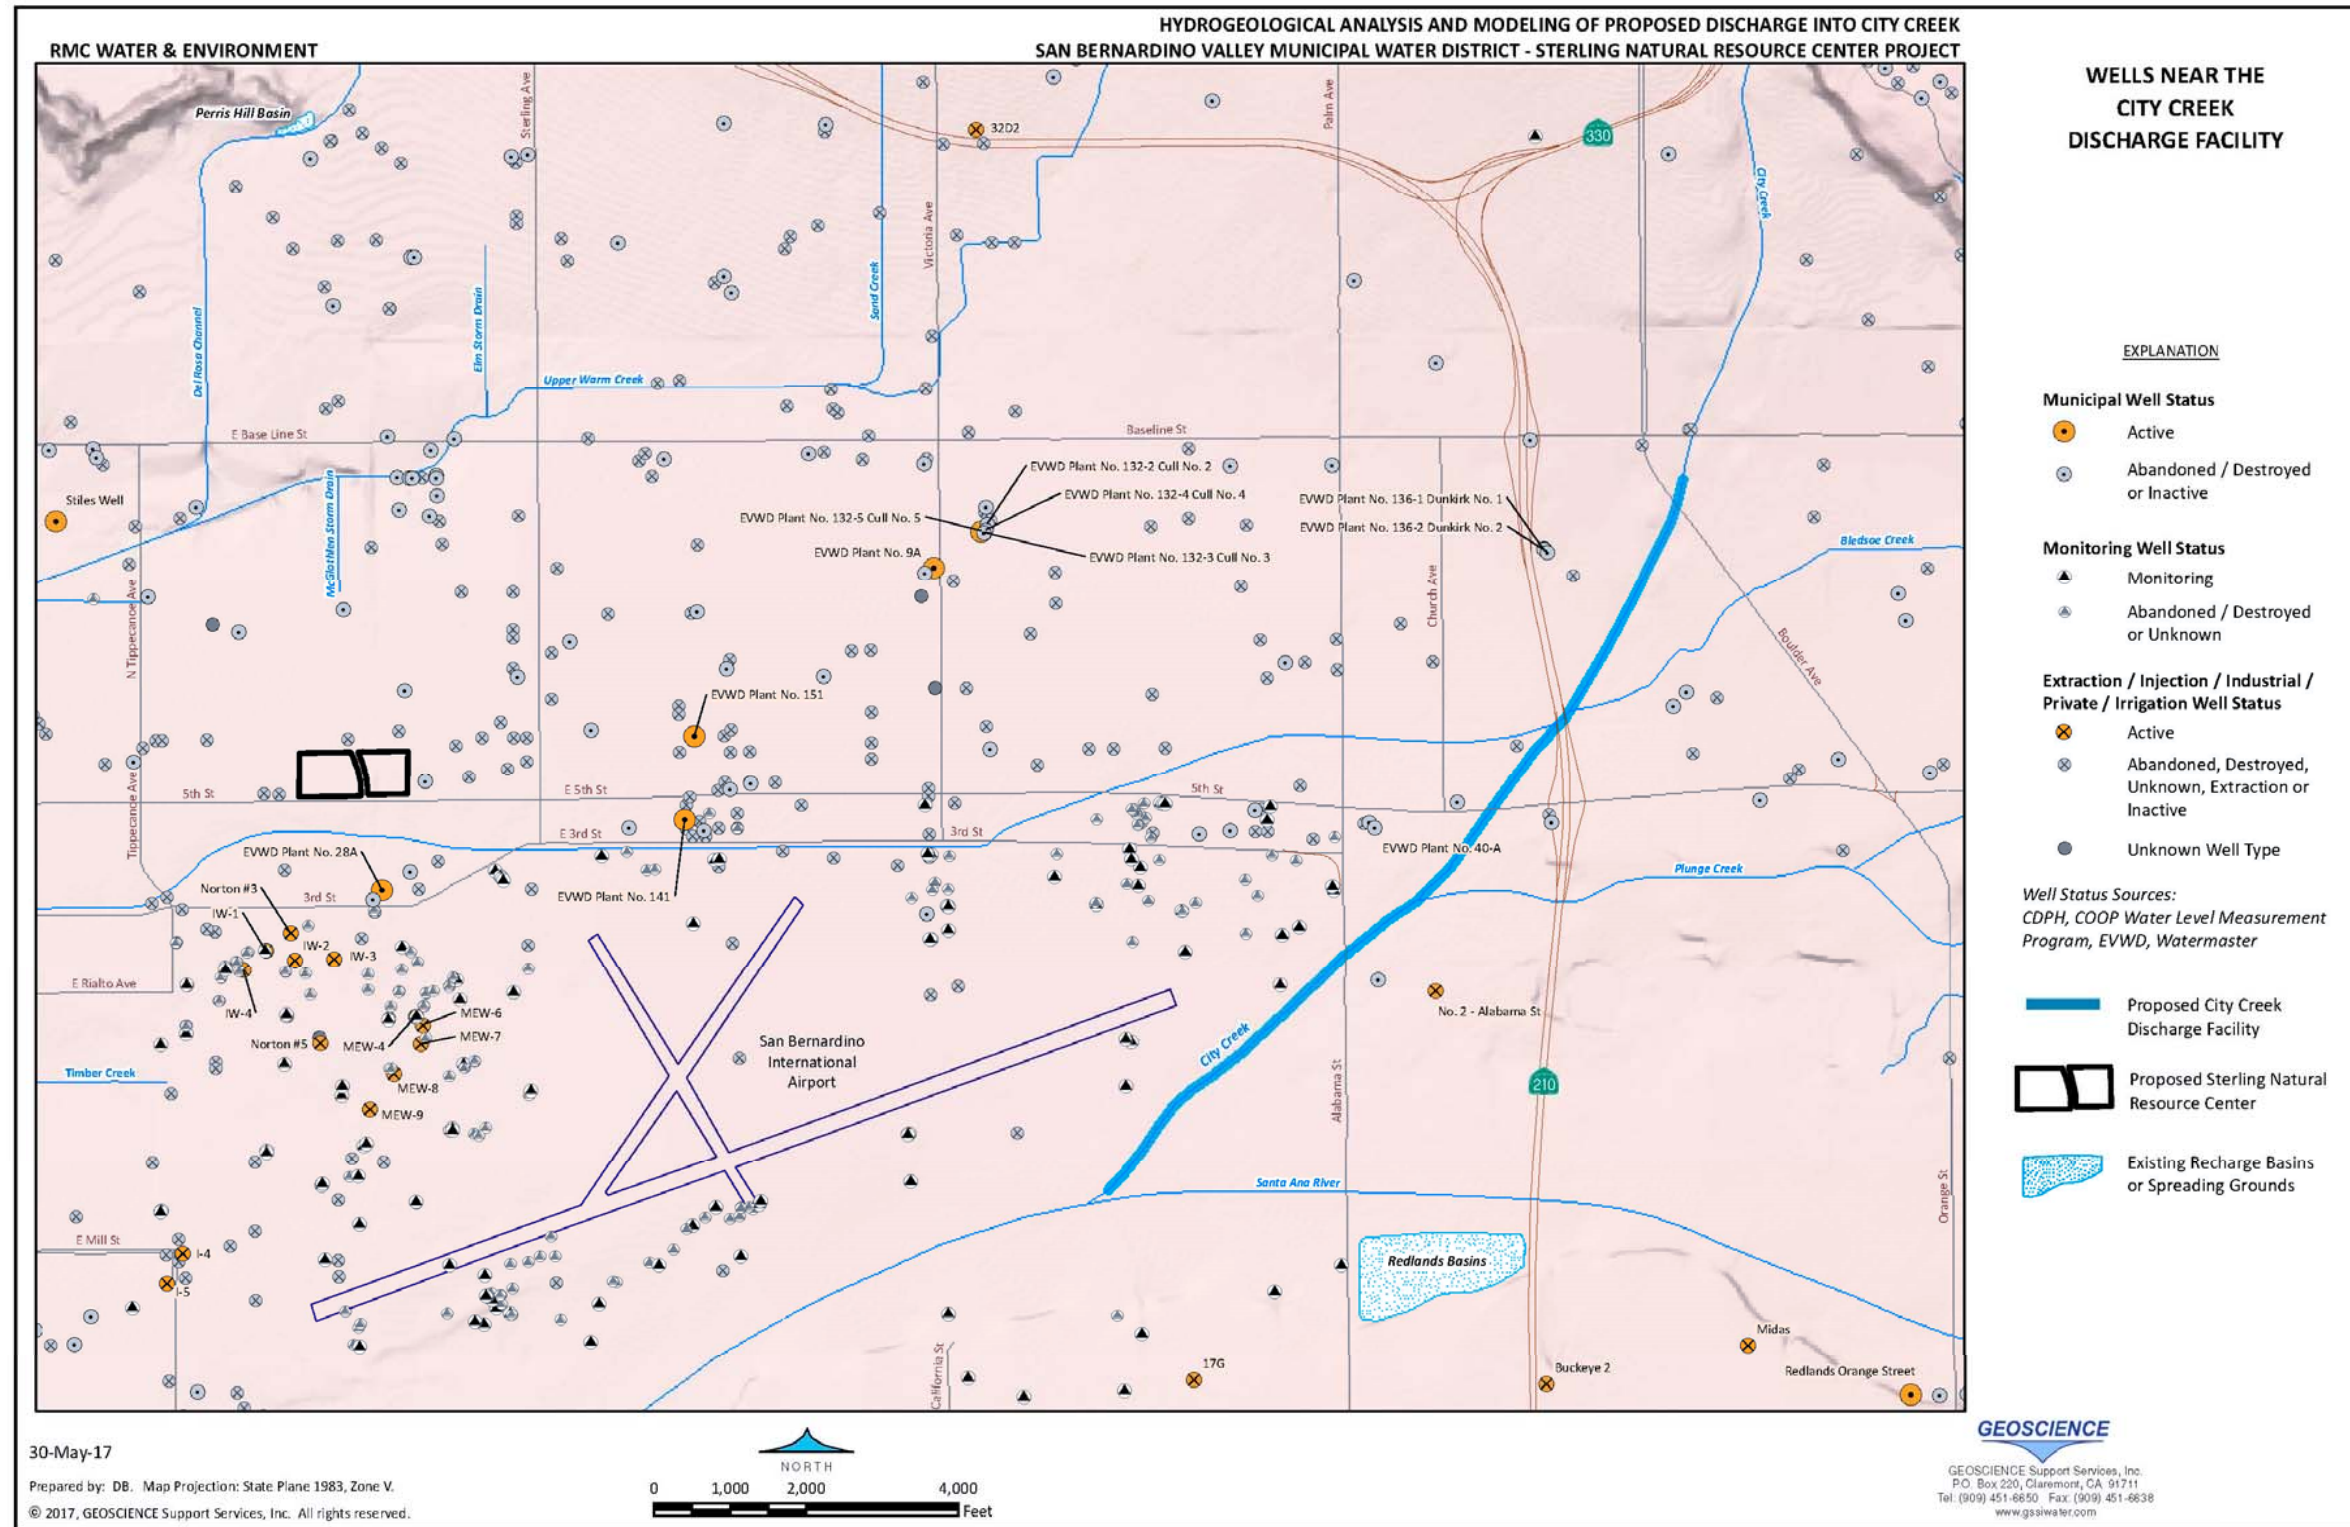 HYDROGEOLOGICAL ANALYSIS AND MODELING OF PROPOSED DISCHARGE INTO CITY CREEK
RMC WATER & ENVIRONMENT
SAN BERNARDINO VALLEY MUNICIPAL WATER DISTRICT - STERLING NATURAL RESOURCE CENTER PROJECT
WELLS NEAR THE
CITY CREEK
DISCHARGE FACILITY
Perris Hill Basin
Sterling Ave
32D2
Palm Ave
330
City Creek
Victoria Ave
Sand Creek
Del Rosa Channel
Elm Storm Drain
Upper Warm Creek
E Base Line St
Baseline St
Stiles Well
McGlothlen Storm Drain
EVWD Plant No. 132-2 Cull No. 2
EVWD Plant No. 132-4 Cull No. 4
EVWD Plant No. 132-5 Cull No. 5
EVWD Plant No. 132-3 Cull No. 3
EVWD Plant No. 9A
EVWD Plant No. 136-1 Dunkirk No. 1
EVWD Plant No. 136-2 Dunkirk No. 2
Bledsoe Creek
N Tippecanoe Ave
Church Ave
Boulder Ave
EVWD Plant No. 151
Tippecanoe Ave
5th St
E 5th St
5th St
E 3rd St
3rd St
EVWD Plant No. 28A
EVWD Plant No. 40-A
Plunge Creek
Norton #3
3rd St
EVWD Plant No. 141
IW-1
IW-2
IW-3
E Rialto Ave
IW-4
MEW-6
No. 2 - Alabama St
MEW-7
Norton #5
MEW-4
San Bernardino
International
Airport
City Creek
Timber Creek
MEW-8
MEW-9
Alabama St
210
Santa Ana River
Orange St
E Mill St
I-4
I-5
Redlands Basins
California St
17G
Midas
Buckeye 2
Redlands Orange Street
EXPLANATION
Municipal Well Status
Active
Abandoned / Destroyed
or Inactive
Monitoring Well Status
Monitoring
Abandoned / Destroyed
or Unknown
Extraction / Injection / Industrial /
Private / Irrigation Well Status
Active
Abandoned, Destroyed,
Unknown, Extraction or
Inactive
Unknown Well Type
Well Status Sources:
CDPH, COOP Water Level Measurement
Program, EVWD, Watermaster
Proposed City Creek
Discharge Facility
Proposed Sterling Natural
Resource Center
Existing Recharge Basins
or Spreading Grounds
30-May-17
Prepared by: DB. Map Projection: State Plane 1983, Zone V.
© 2017, GEOSCIENCE Support Services, Inc. All rights reserved.
NORTH
0 1,000 2,000 4,000
Feet
GEOSCIENCE
GEOSCIENCE Support Services, Inc.
P.O. Box 220, Claremont, CA 91711
Tel: (909) 451-6650 Fax: (909) 451-6638
www.gssiwater.com